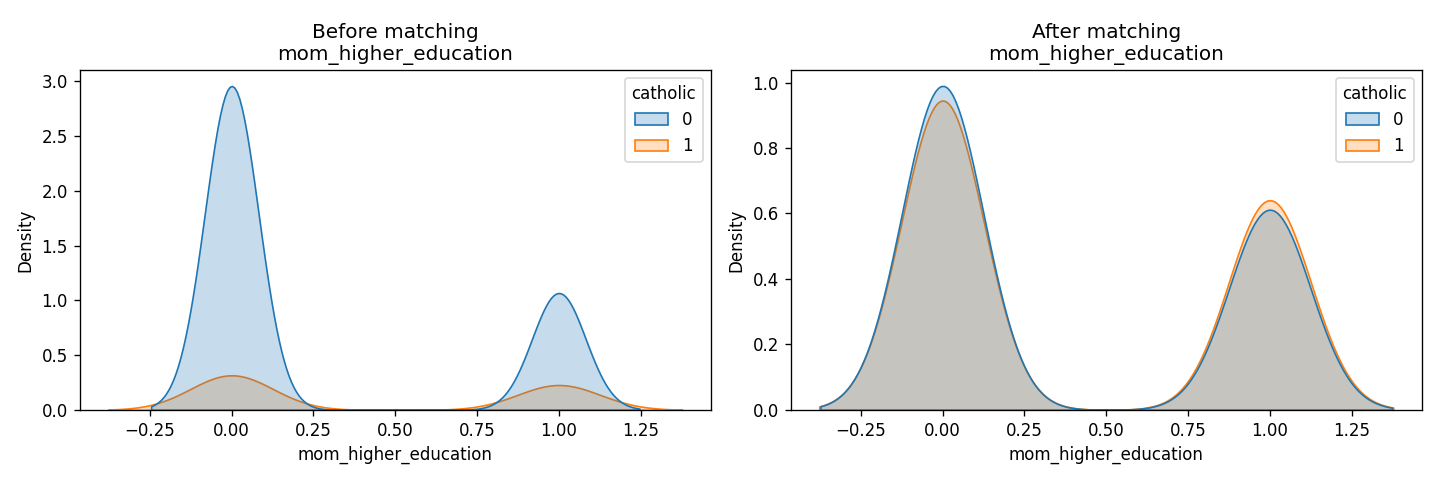 Before matching
mom_higher_education
3.0
2.5
2.0
1.5
1.0
0.5
0.0
Density
−0.25 0.00 0.25 0.50 0.75 1.00 1.25
mom_higher_education
catholic
0
1
After matching
mom_higher_education
1.0
0.8
0.6
0.4
0.2
0.0
Density
−0.25 0.00 0.25 0.50 0.75 1.00 1.25
mom_higher_education
catholic
0
1